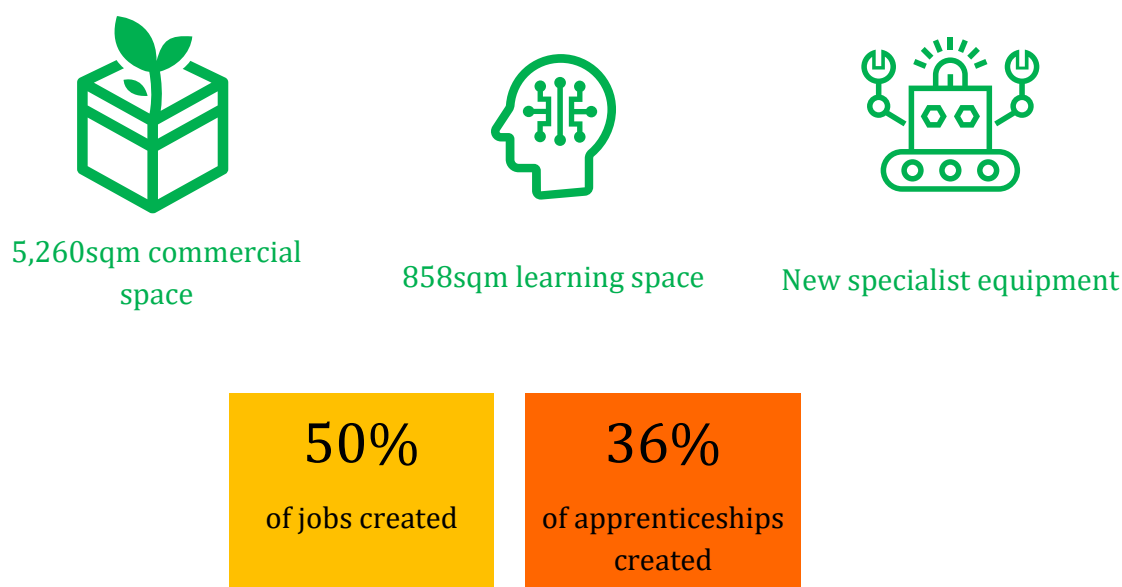 5,260sqm commercial
space
858sqm learning space
New specialist equipment
50%
of jobs created
36%
of apprenticeships
created